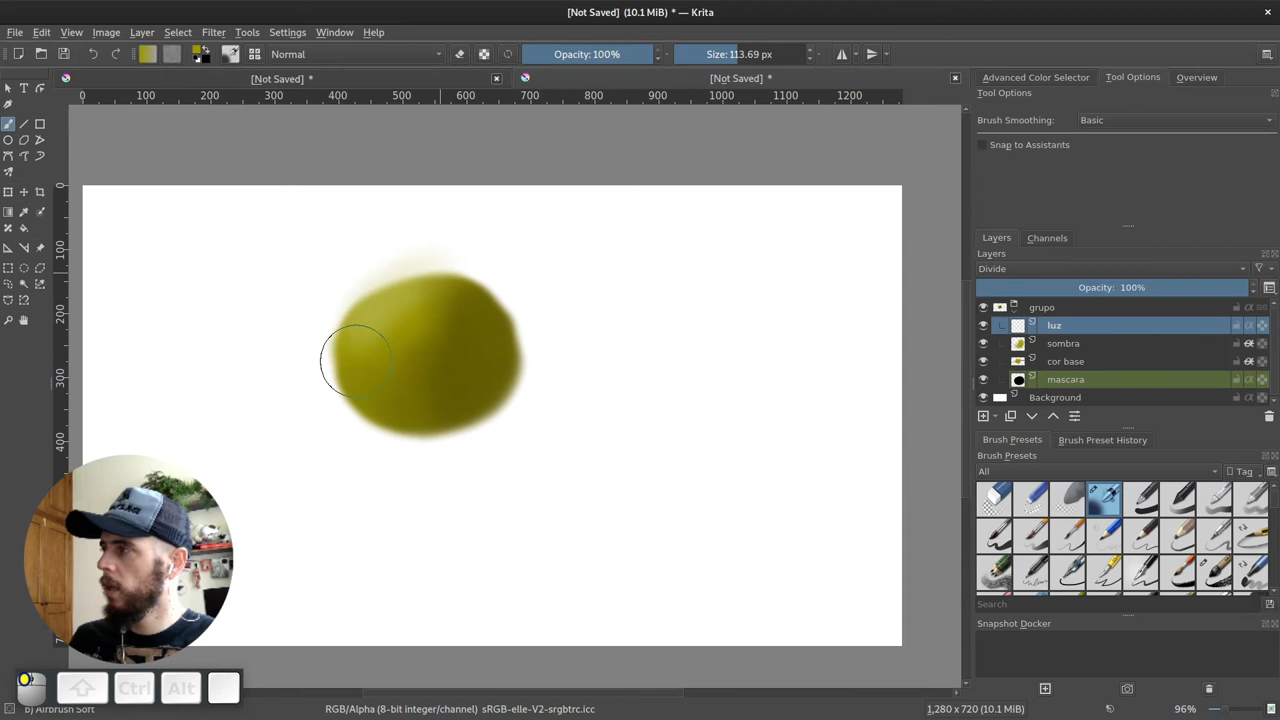 [Not Saved] (10.1 MiB) * — Krita
File Edit View Image Layer Select Filter Tools Settings Window Help
Normal Opacity: 100% Size: 113.69 px
[Not Saved] * [Not Saved] *
Advanced Color Selector Tool Options Overview
0 100 200 300 400 500 600 700 800 900 1000 1100 1200
Tool Options
Brush Smoothing: Basic
Snap to Assistants
0
100
200
300
400
Layers Channels
Layers
Divide
Opacity: 100%
grupo
luz
sombra
cor base
mascara
Background
Brush Presets Brush Preset History
Brush Presets
All Tag
Search
Snapshot Docker
Ctrl Alt
b) Airbrush Soft RGB/Alpha (8-bit integer/channel) sRGB-elle-V2-srgbtrc.icc 1,280 x 720 (10.1 MiB) 96%